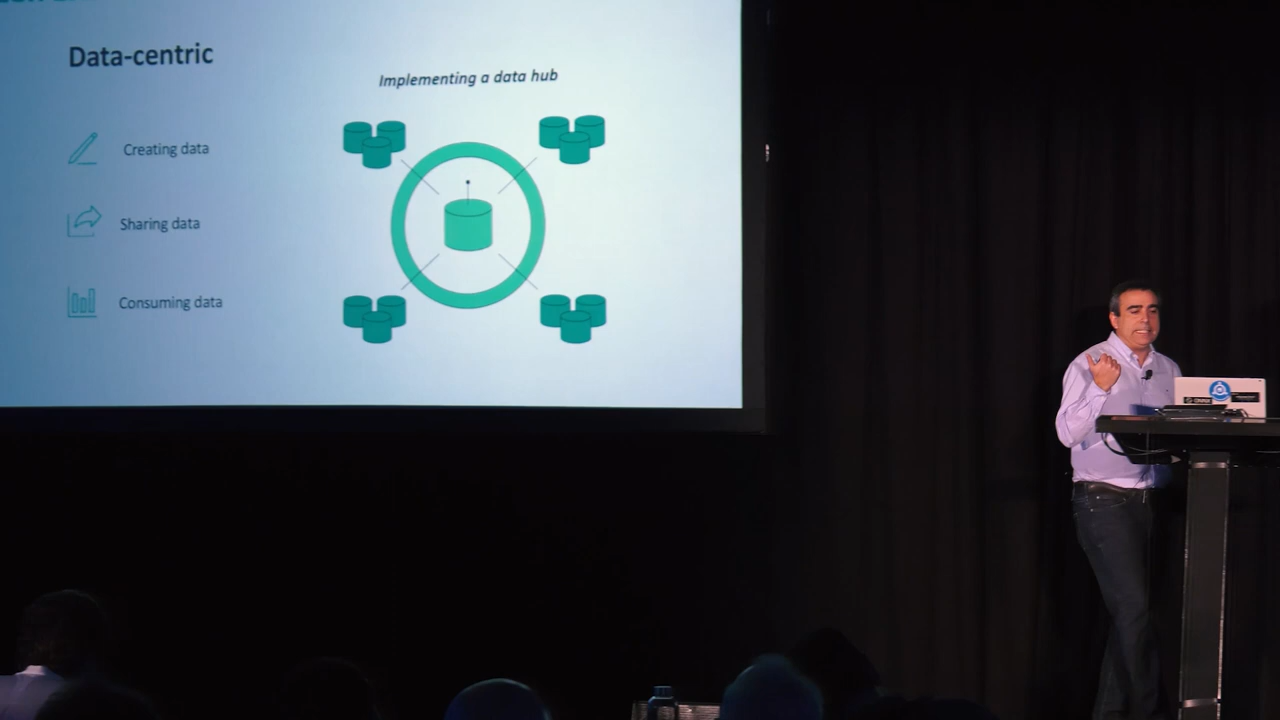 Data-centric
Implementing a data hub
Creating data
Sharing data
Consuming data